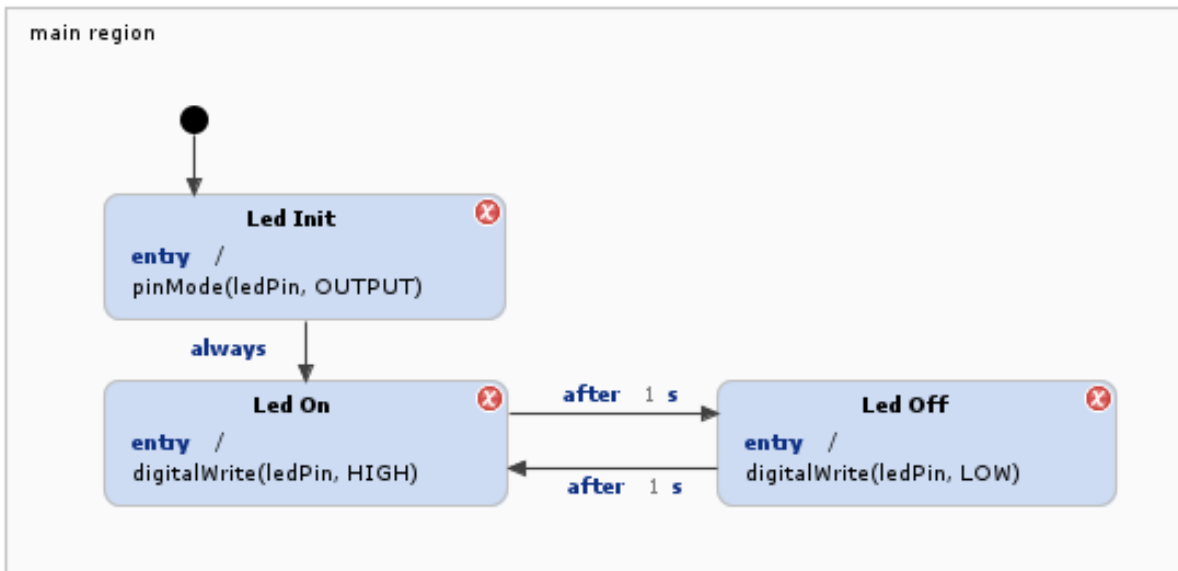 main region
Led Init
entry /
pinMode(ledPin, OUTPUT)
always
Led On
entry /
digitalWrite(ledPin, HIGH)
after 1 s
after 1 s
Led Off
entry /
digitalWrite(ledPin, LOW)